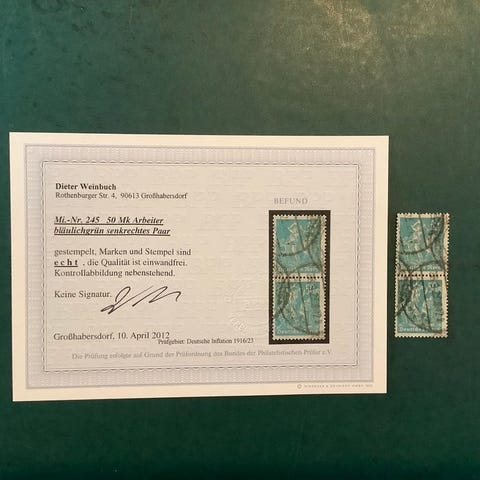 BEFUND
Dieter Weinbuch
Rothenburger Str. 4, 90613 Großhabersdorf
Mi.-Nr. 245 50 Mk Arbeiter
bläulichgrün senkrechtes Paar
gestempelt, Marken und Stempel sind
echt , die Qualität ist einwandfrei.
Kontrollabbildung nebenstehend.
Keine Signatur.
Großhabersdorf, 10. April 2012
Prüfgebiet: Deutsche Inflation 1916/23
Die Prüfung erfolgte auf Grund der Prüfordnung des Bundes der Philatelistischen Prüfer e.V.